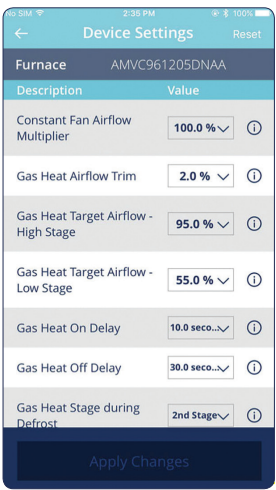 No SIM 2:35 PM 100%
← Device Settings Reset
Furnace AMVC961205DNAA
Description Value
Constant Fan Airflow
Multiplier 100.0 %
Gas Heat Airflow Trim 2.0 %
Gas Heat Target Airflow -
High Stage 95.0 %
Gas Heat Target Airflow -
Low Stage 55.0 %
Gas Heat On Delay 10.0 seco...
Gas Heat Off Delay 30.0 seco...
Gas Heat Stage during
Defrost 2nd Stage
Apply Changes